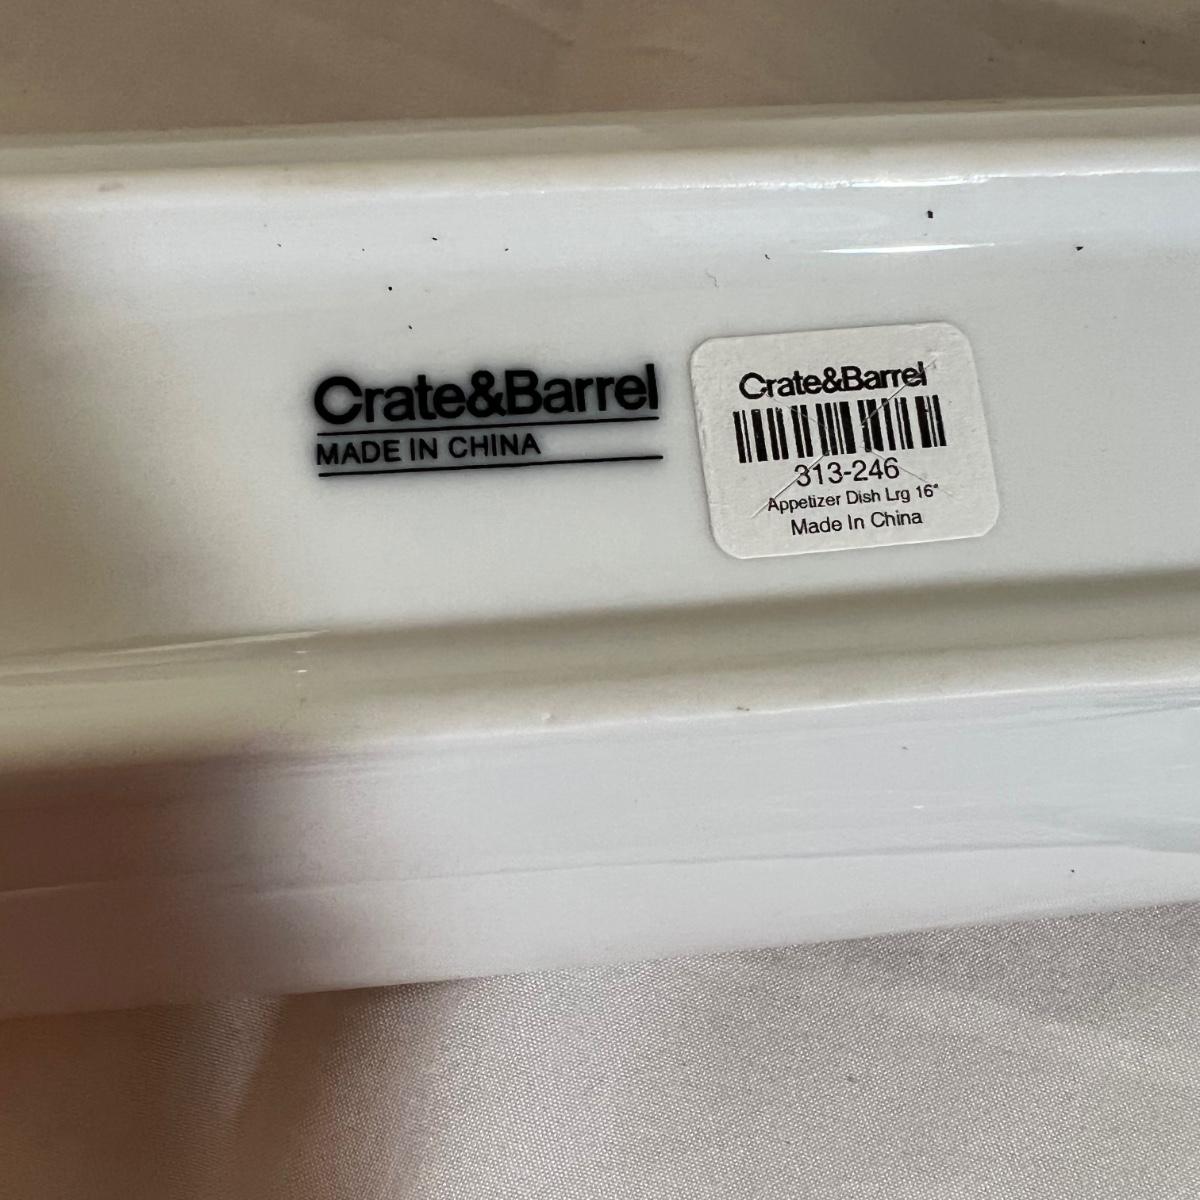 Crate&Barrel
MADE IN CHINA
Crate&Barrel
313-246
Appetizer Dish Lrg 16"
Made In China